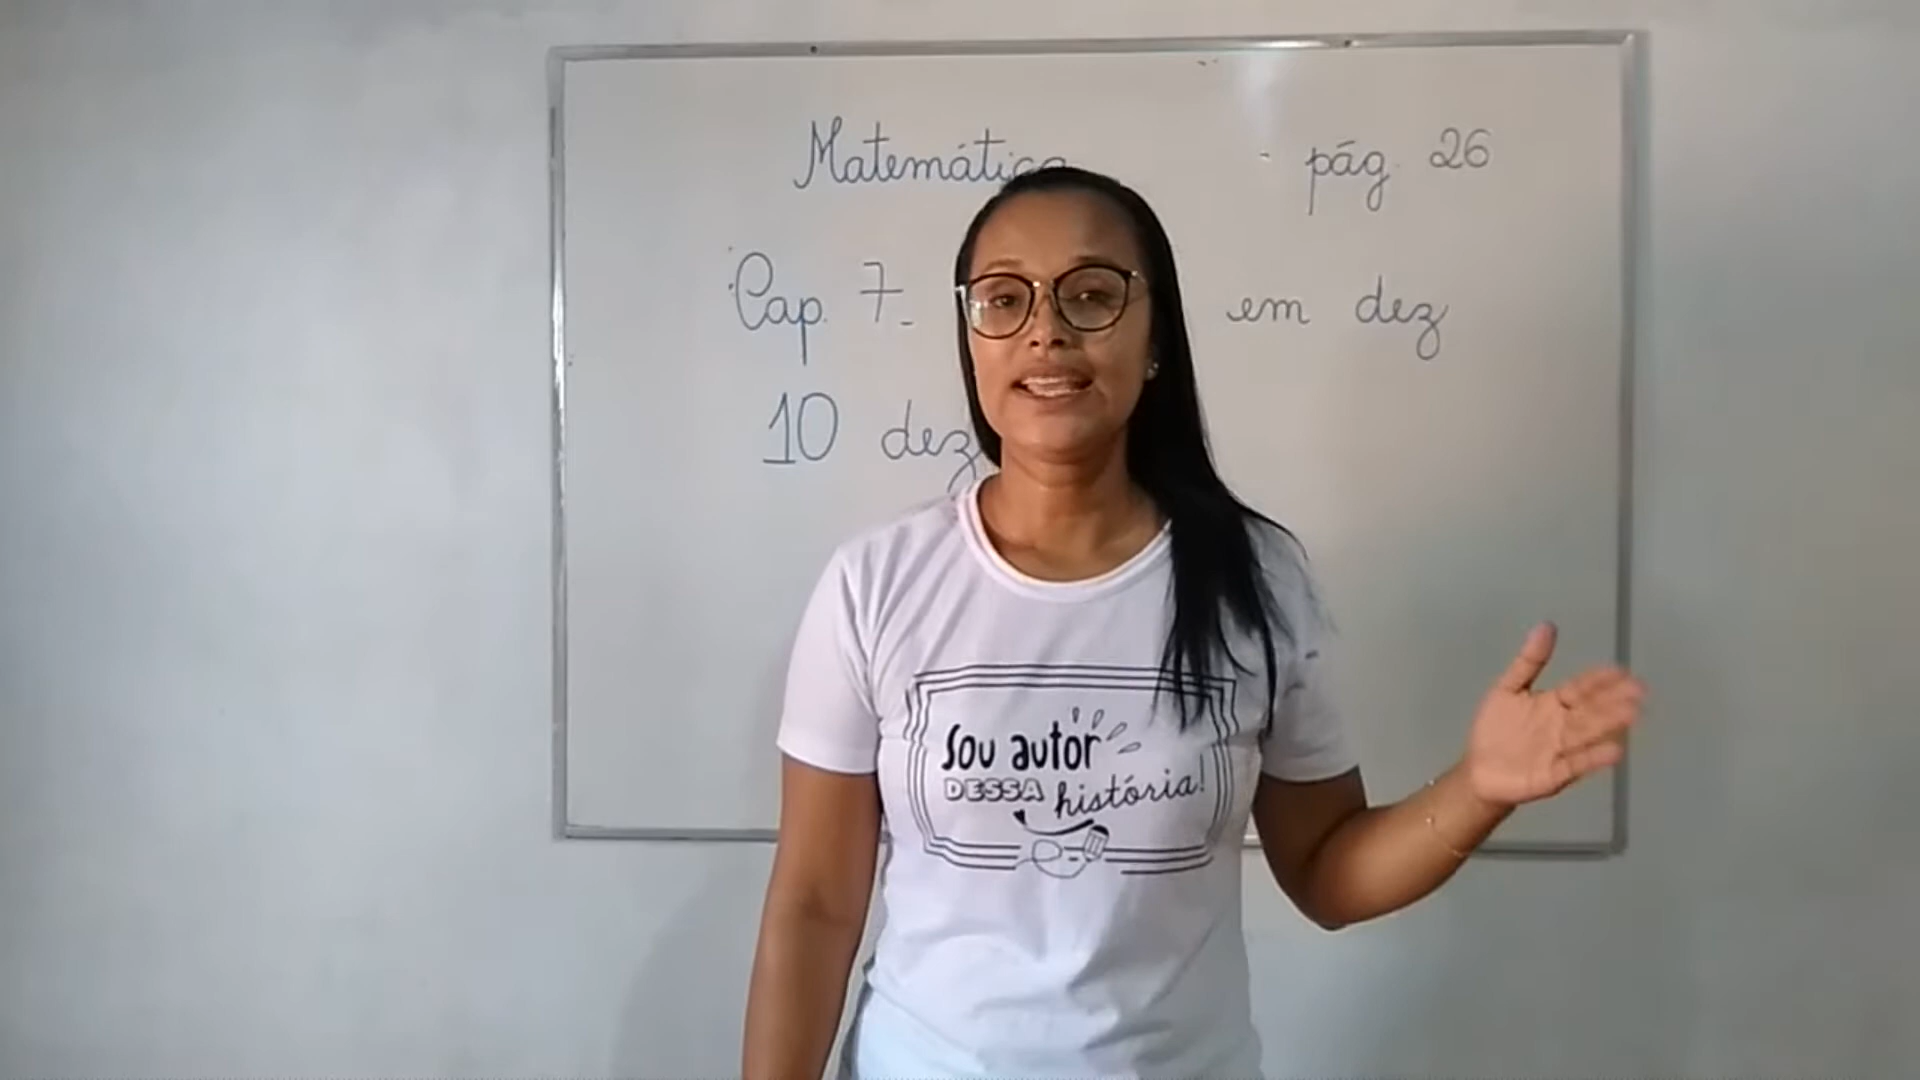 Matemática - pág. 26
Cap. 7- em dez
10 dez
Sou autor
DESSA história!